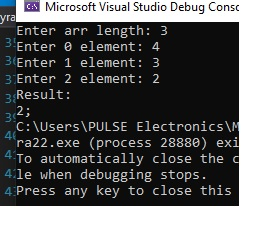 Microsoft Visual Studio Debug Conso
Enter arr length: 3
Enter 0 element: 4
Enter 1 element: 3
Enter 2 element: 2
Result:
2;
C:\Users\PULSE Electronics\M
ra22.exe (process 28880) exi
To automatically close the c
le when debugging stops.
Press any key to close this